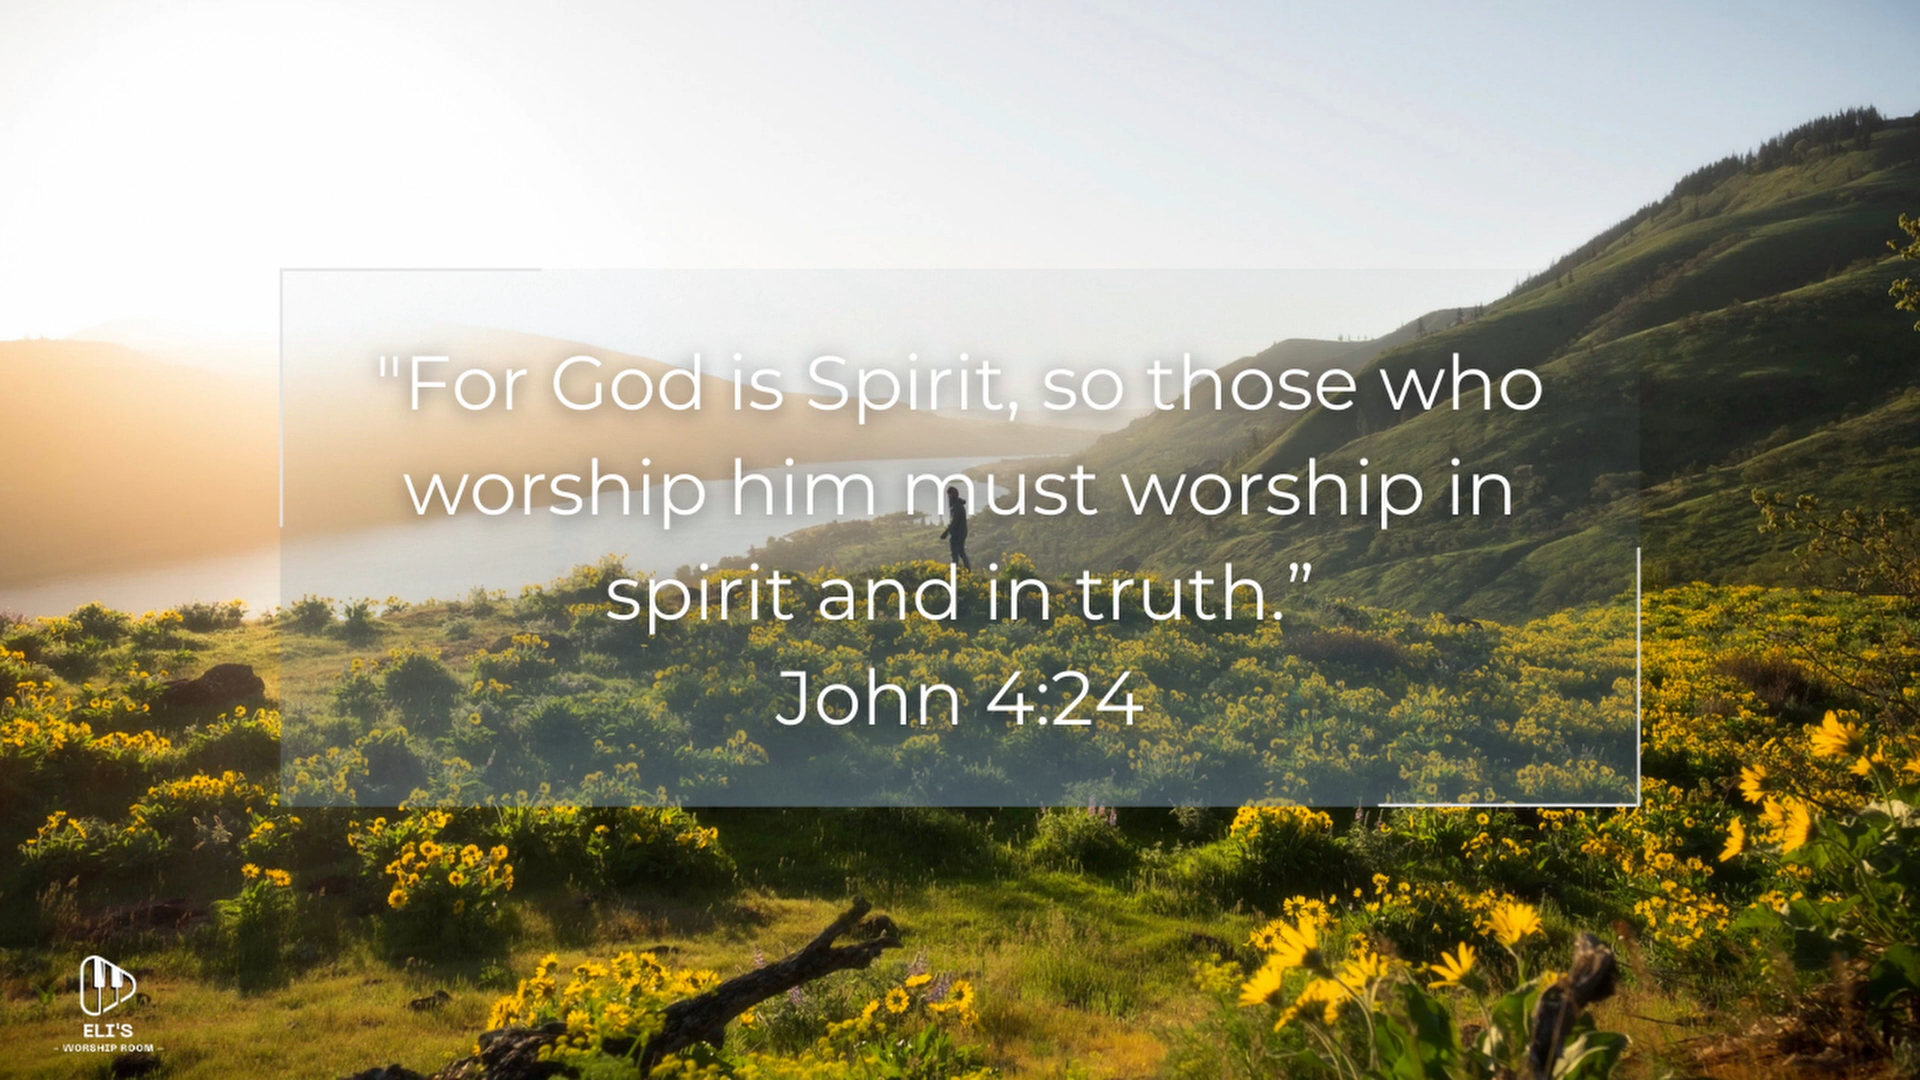 "For God is Spirit, so those who
worship him must worship in
spirit and in truth.”
John 4:24
ELI'S
- WORSHIP ROOM -